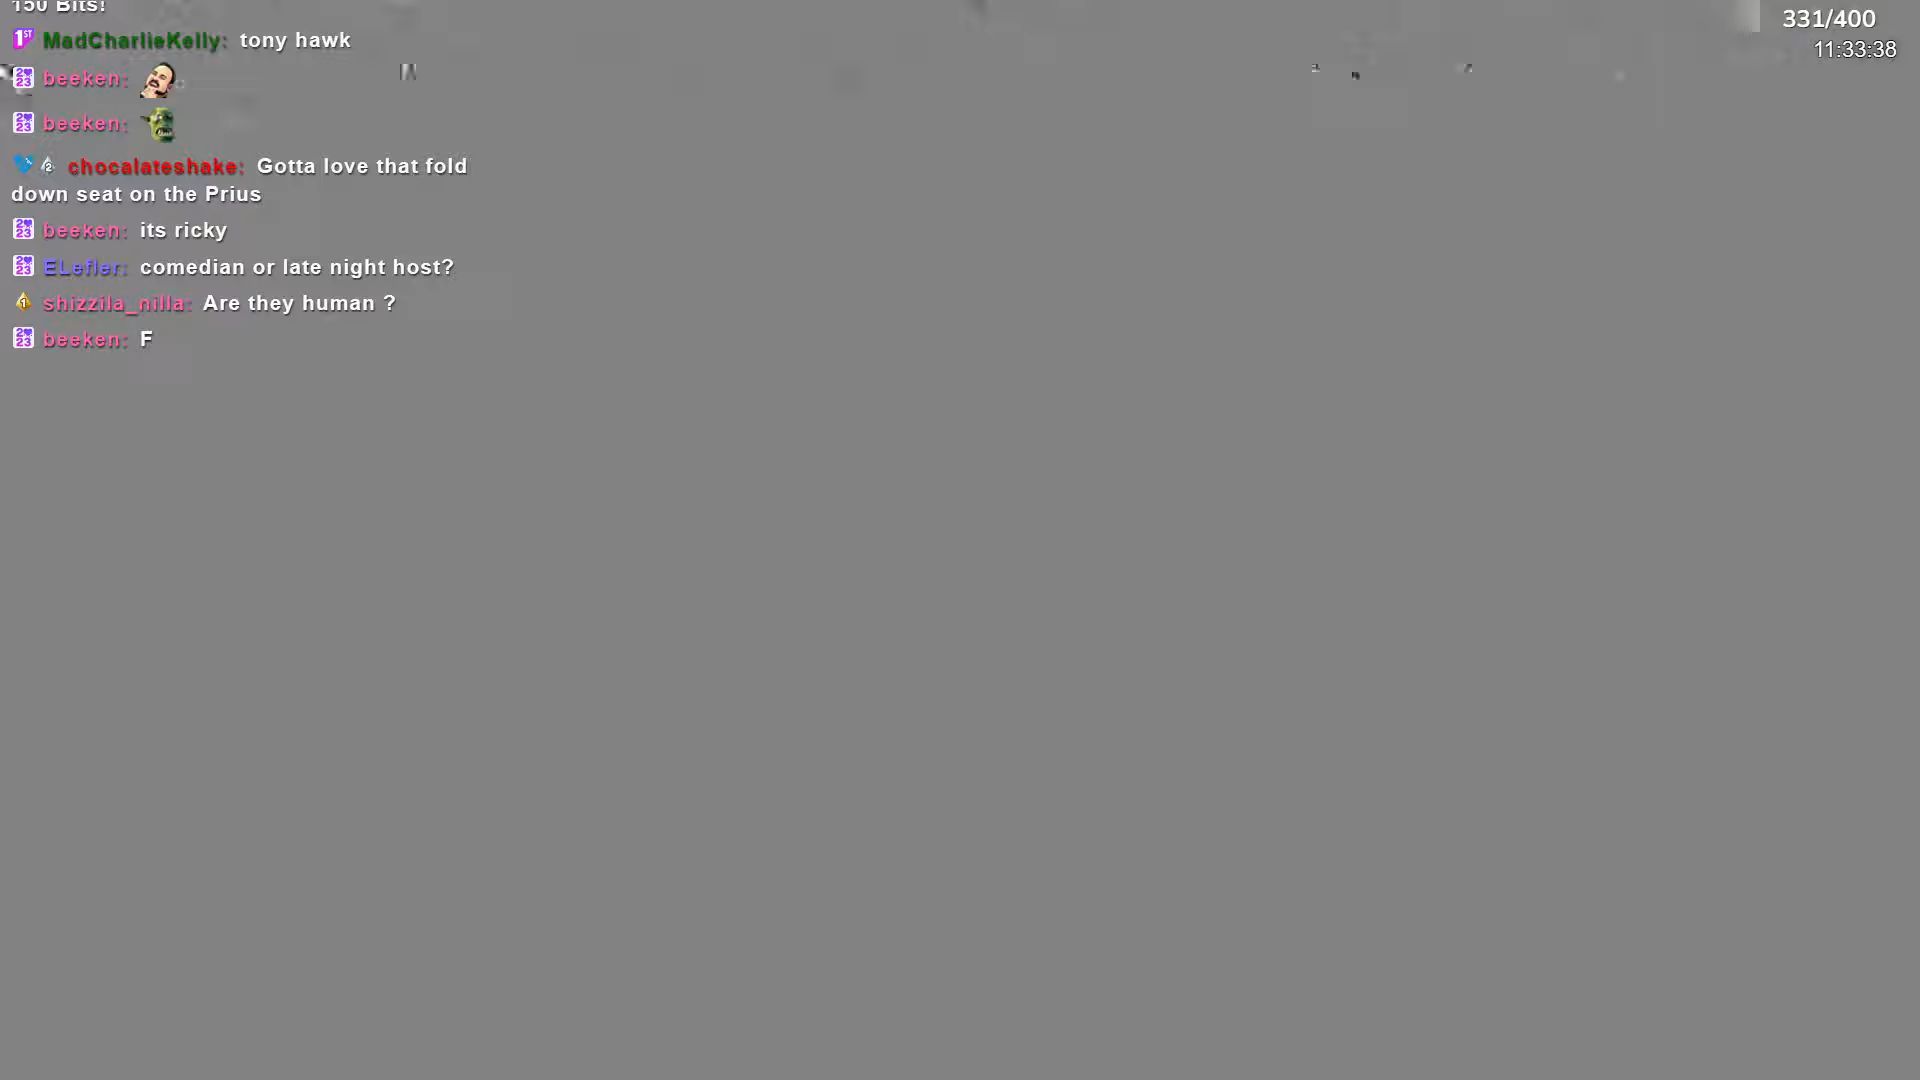 150 Bits!
MadCharlieKelly: tony hawk
beeken:
beeken:
chocalateshake: Gotta love that fold
down seat on the Prius
beeken: its ricky
ELefler: comedian or late night host?
shizzila_nilla: Are they human ?
beeken: F
331/400
11:33:38